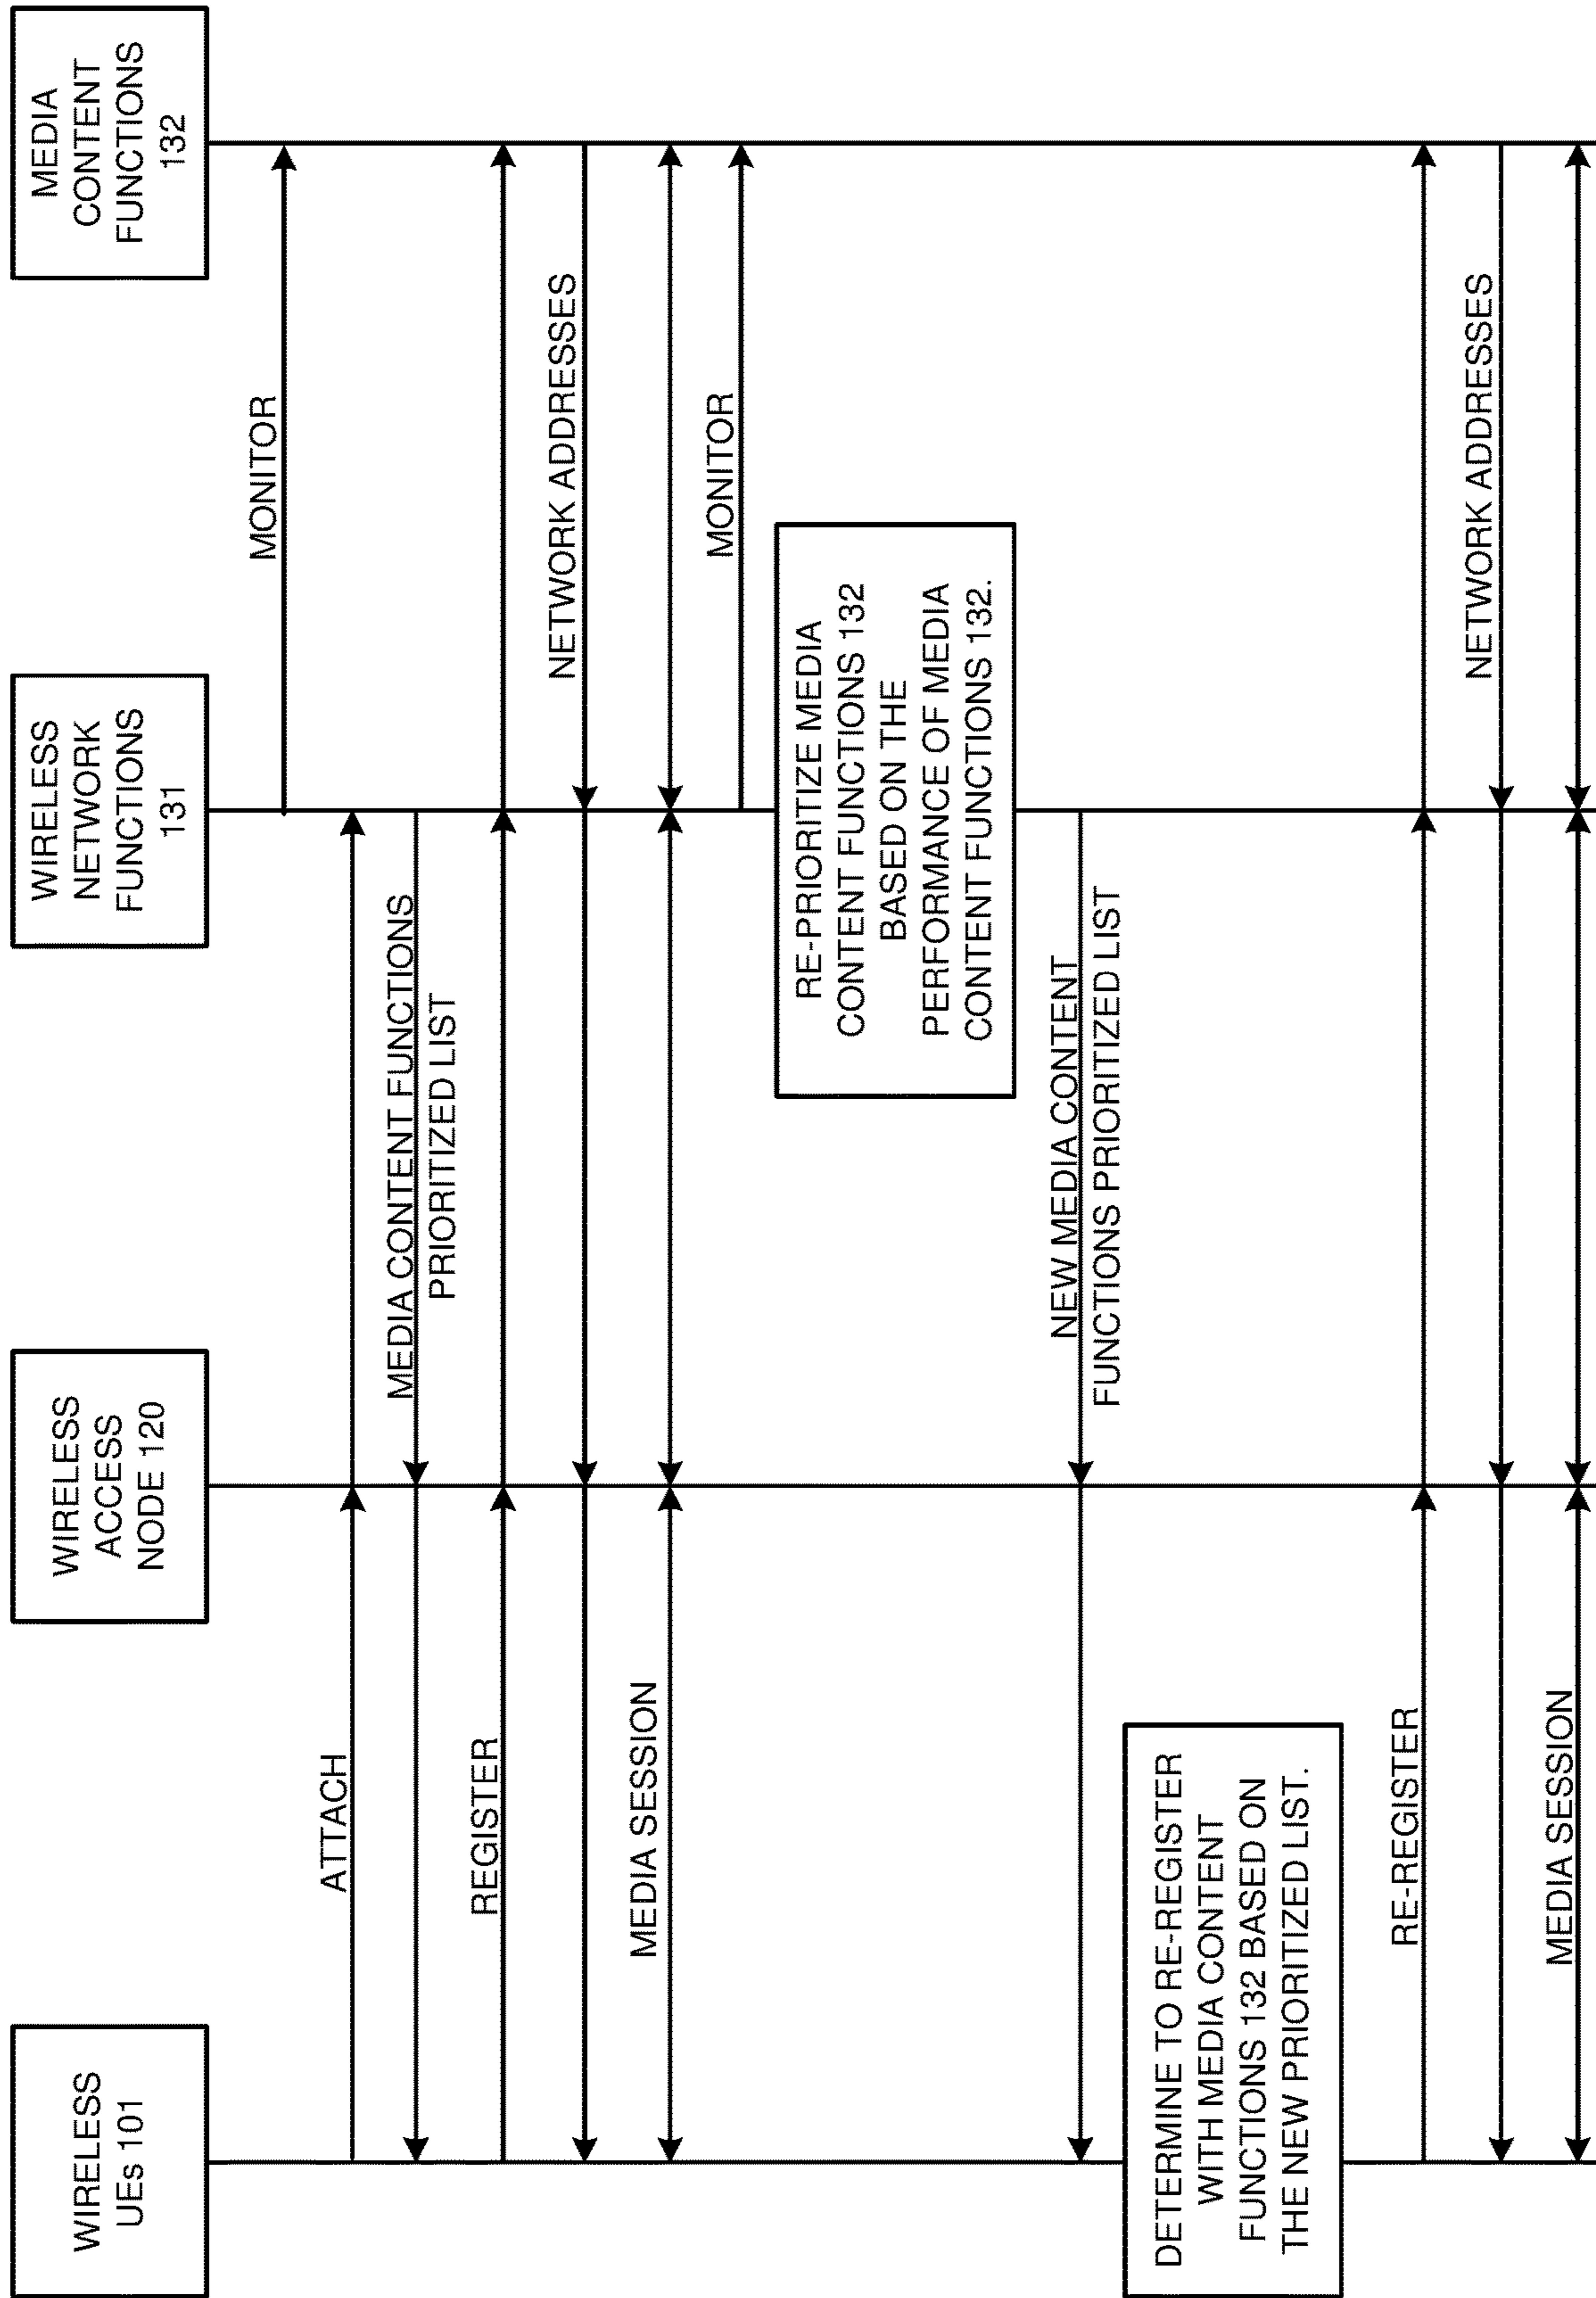 WIRELESS
UEs 101
WIRELESS
ACCESS
NODE 120
WIRELESS
NETWORK
FUNCTIONS
131
MEDIA
CONTENT
FUNCTIONS
132
MONITOR
ATTACH
MEDIA CONTENT FUNCTIONS
PRIORITIZED LIST
REGISTER
NETWORK ADDRESSES
MEDIA SESSION
MONITOR
RE-PRIORITIZE MEDIA
CONTENT FUNCTIONS 132
BASED ON THE
PERFORMANCE OF MEDIA
CONTENT FUNCTIONS 132.
NEW MEDIA CONTENT
FUNCTIONS PRIORITIZED LIST
DETERMINE TO RE-REGISTER
WITH MEDIA CONTENT
FUNCTIONS 132 BASED ON
THE NEW PRIORITIZED LIST.
RE-REGISTER
NETWORK ADDRESSES
MEDIA SESSION